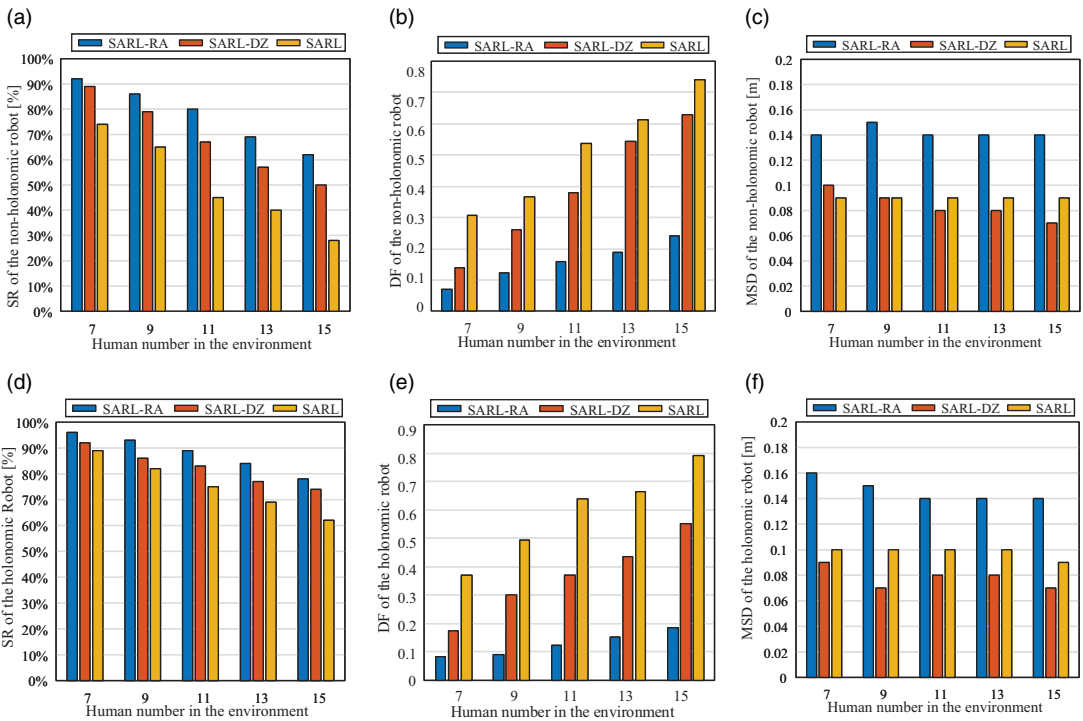 (a)
SARL-RA SARL-DZ SARL
SR of the non-holonomic robot [%]
100%
90%
80%
70%
60%
50%
40%
30%
20%
10%
0%
7 9 11 13 15
Human number in the environment
(b)
SARL-RA SARL-DZ SARL
DF of the non-holonomic robot
0.8
0.7
0.6
0.5
0.4
0.3
0.2
0.1
0
7 9 11 13 15
Human number in the environment
(c)
SARL-RA SARL-DZ SARL
MSD of the non-holonomic robot [m]
0.2
0.18
0.16
0.14
0.12
0.1
0.08
0.06
0.04
0.02
0
7 9 11 13 15
Human number in the environment
(d)
SARL-RA SARL-DZ SARL
SR of the holonomic Robot [%]
100%
90%
80%
70%
60%
50%
40%
30%
20%
10%
0%
7 9 11 13 15
Human number in the environment
(e)
SARL-RA SARL-DZ SARL
DF of the holonomic robot
0.9
0.8
0.7
0.6
0.5
0.4
0.3
0.2
0.1
0
7 9 11 13 15
Human number in the environment
(f)
SARL-RA SARL-DZ SARL
MSD of the holonomic robot [m]
0.2
0.18
0.16
0.14
0.12
0.1
0.08
0.06
0.04
0.02
0
7 9 11 13 15
Human number in the environment